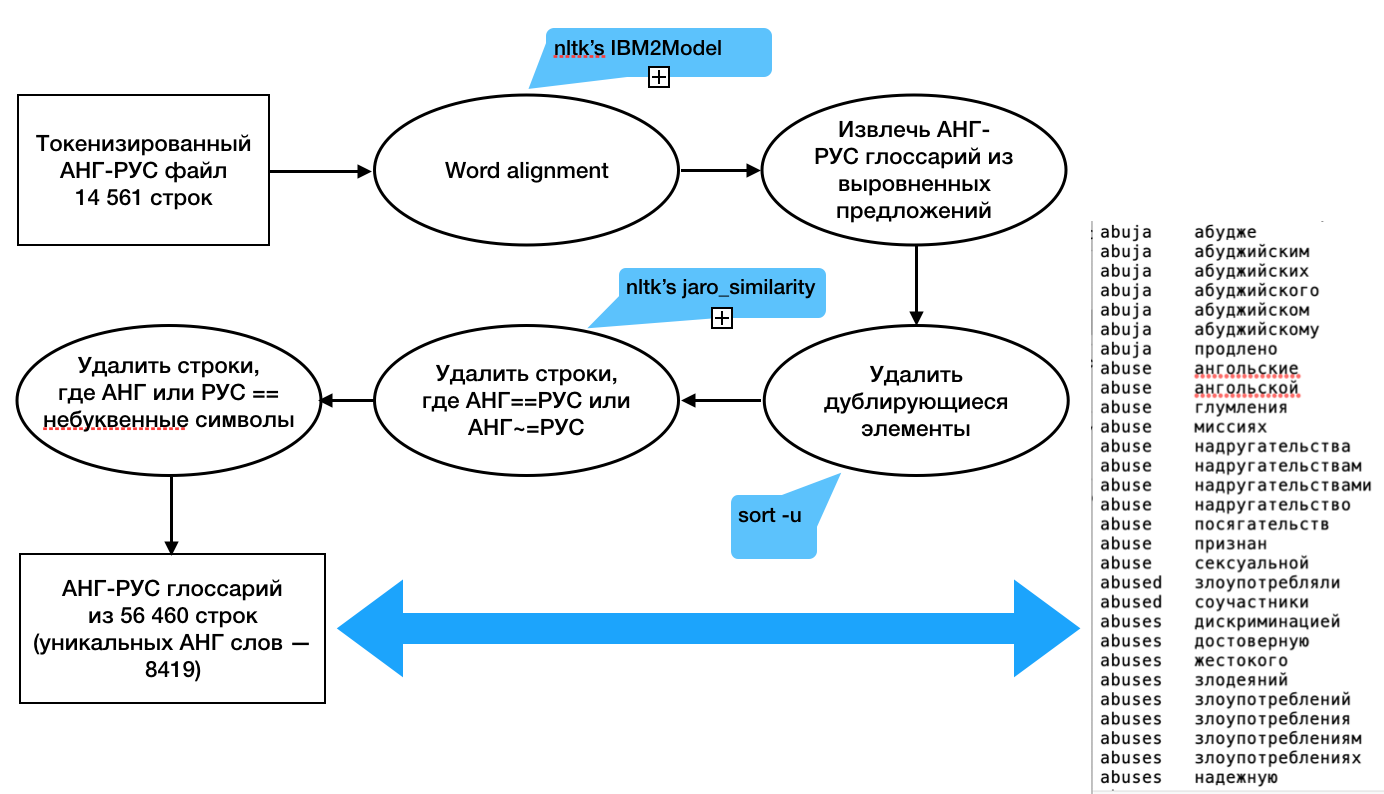 nltk’s IBM2Model
Токенизированный
АНГ-РУС файл
14 561 строк
Word alignment
Извлечь АНГ-
РУС глоссарий из
выровненных
предложений
nltk’s jaro_similarity
Удалить
дублирующиеся
элементы
Удалить строки,
где АНГ==РУС или
АНГ~=РУС
Удалить строки,
где АНГ или РУС ==
небуквенные символы
sort -u
АНГ-РУС глоссарий
из 56 460 строк
(уникальных АНГ слов —
8419)
abuja абудже
abuja абуджийским
abuja абуджийских
abuja абуджийского
abuja абуджийском
abuja абуджийскому
abuja продлено
abuse ангольские
abuse ангольской
abuse глумления
abuse миссиях
abuse надругательства
abuse надругательствам
abuse надругательствами
abuse надругательство
abuse посягательств
abuse признан
abuse сексуальной
abused злоупотребляли
abused соучастники
abuses дискриминацией
abuses достоверную
abuses жестокого
abuses злодеяний
abuses злоупотреблений
abuses злоупотребления
abuses злоупотреблениям
abuses злоупотреблениях
abuses надежную